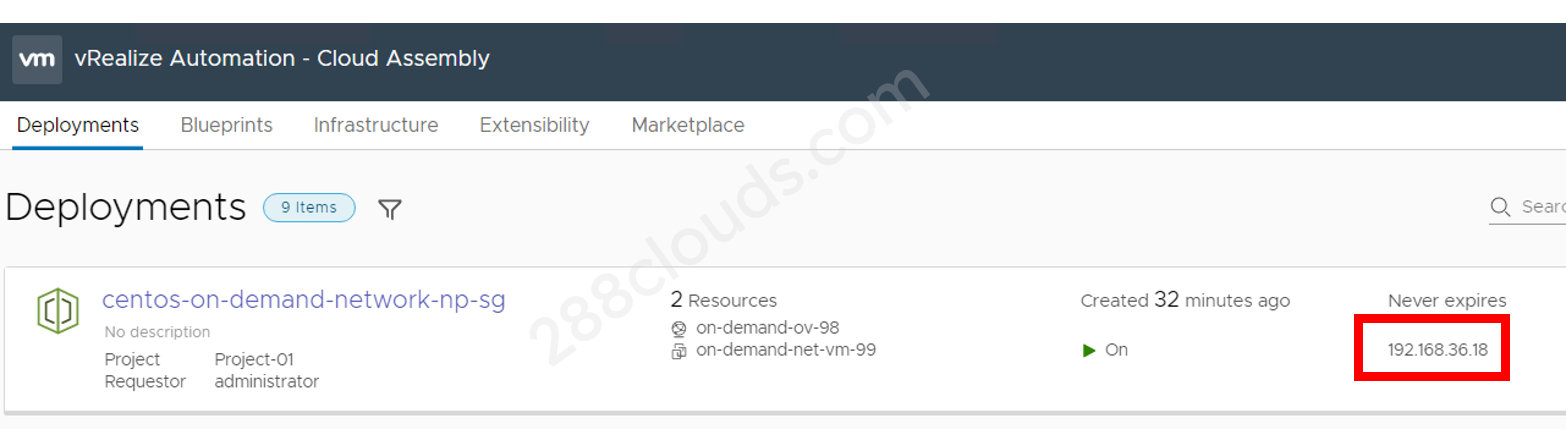 vm vRealize Automation - Cloud Assembly
Deployments Blueprints Infrastructure Extensibility Marketplace
Deployments 9 Items
centos-on-demand-network-np-sg 2 Resources Created 32 minutes ago Never expires
No description on-demand-ov-98
Project Project-01 on-demand-net-vm-99 On 192.168.36.18
Requestor administrator
288clouds.com